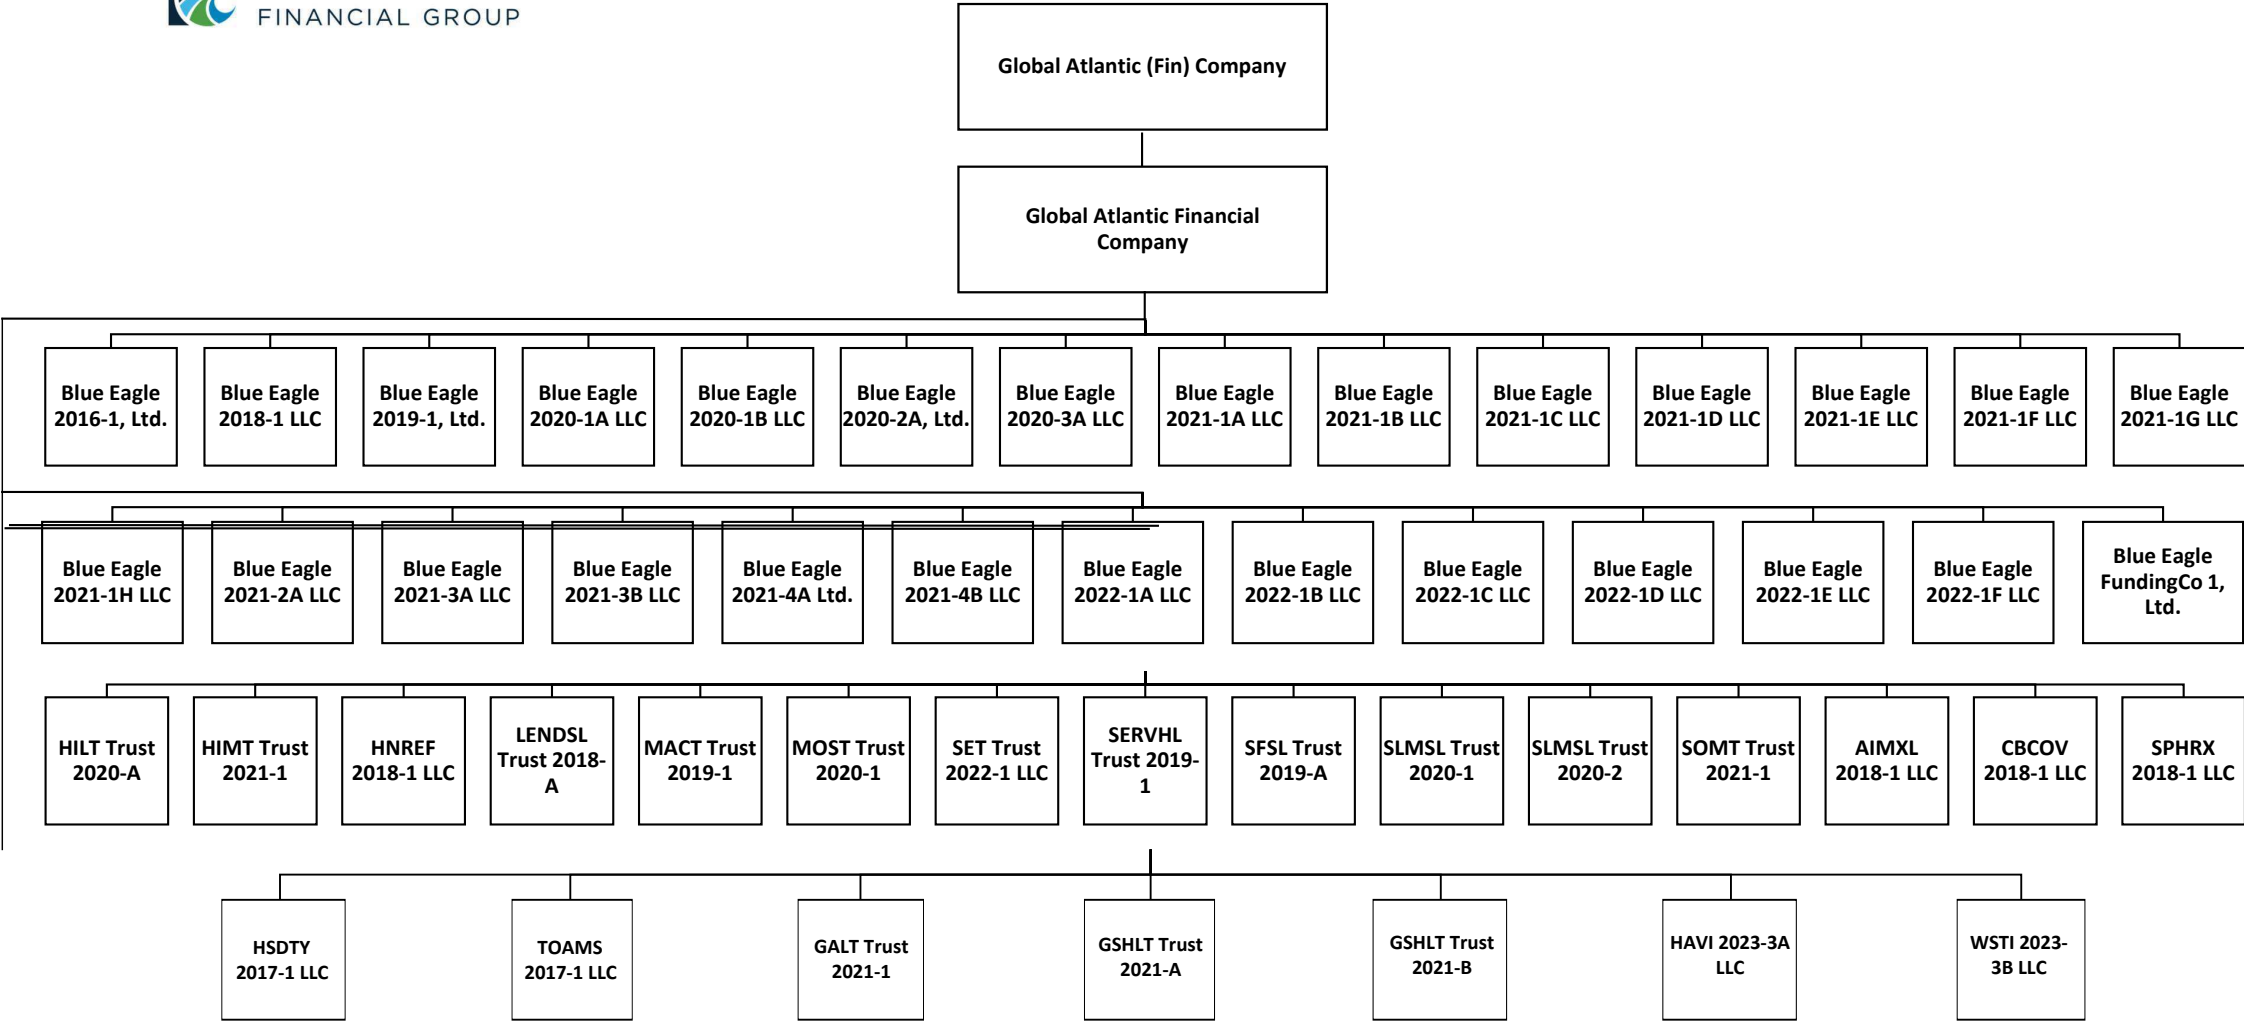 FINANCIAL GROUP
Global Atlantic (Fin) Company
Global Atlantic Financial
Company
Blue Eagle
2016-1, Ltd.
Blue Eagle
2018-1 LLC
Blue Eagle
2019-1, Ltd.
Blue Eagle
2020-1A LLC
Blue Eagle
2020-1B LLC
Blue Eagle
2020-2A, Ltd.
Blue Eagle
2020-3A LLC
Blue Eagle
2021-1A LLC
Blue Eagle
2021-1B LLC
Blue Eagle
2021-1C LLC
Blue Eagle
2021-1D LLC
Blue Eagle
2021-1E LLC
Blue Eagle
2021-1F LLC
Blue Eagle
2021-1G LLC
Blue Eagle
2021-1H LLC
Blue Eagle
2021-2A LLC
Blue Eagle
2021-3A LLC
Blue Eagle
2021-3B LLC
Blue Eagle
2021-4A Ltd.
Blue Eagle
2021-4B LLC
Blue Eagle
2022-1A LLC
Blue Eagle
2022-1B LLC
Blue Eagle
2022-1C LLC
Blue Eagle
2022-1D LLC
Blue Eagle
2022-1E LLC
Blue Eagle
2022-1F LLC
Blue Eagle
FundingCo 1,
Ltd.
HILT Trust
2020-A
HIMT Trust
2021-1
HNREF
2018-1 LLC
LENDSL
Trust 2018-
A
MACT Trust
2019-1
MOST Trust
2020-1
SET Trust
2022-1 LLC
SERVHL
Trust 2019-
1
SFSL Trust
2019-A
SLMSL Trust
2020-1
SLMSL Trust
2020-2
SOMT Trust
2021-1
AIMXL
2018-1 LLC
CBCOV
2018-1 LLC
SPHRX
2018-1 LLC
HSDTY
2017-1 LLC
TOAMS
2017-1 LLC
GALT Trust
2021-1
GSHLT Trust
2021-A
GSHLT Trust
2021-B
HAVI 2023-3A
LLC
WSTI 2023-
3B LLC